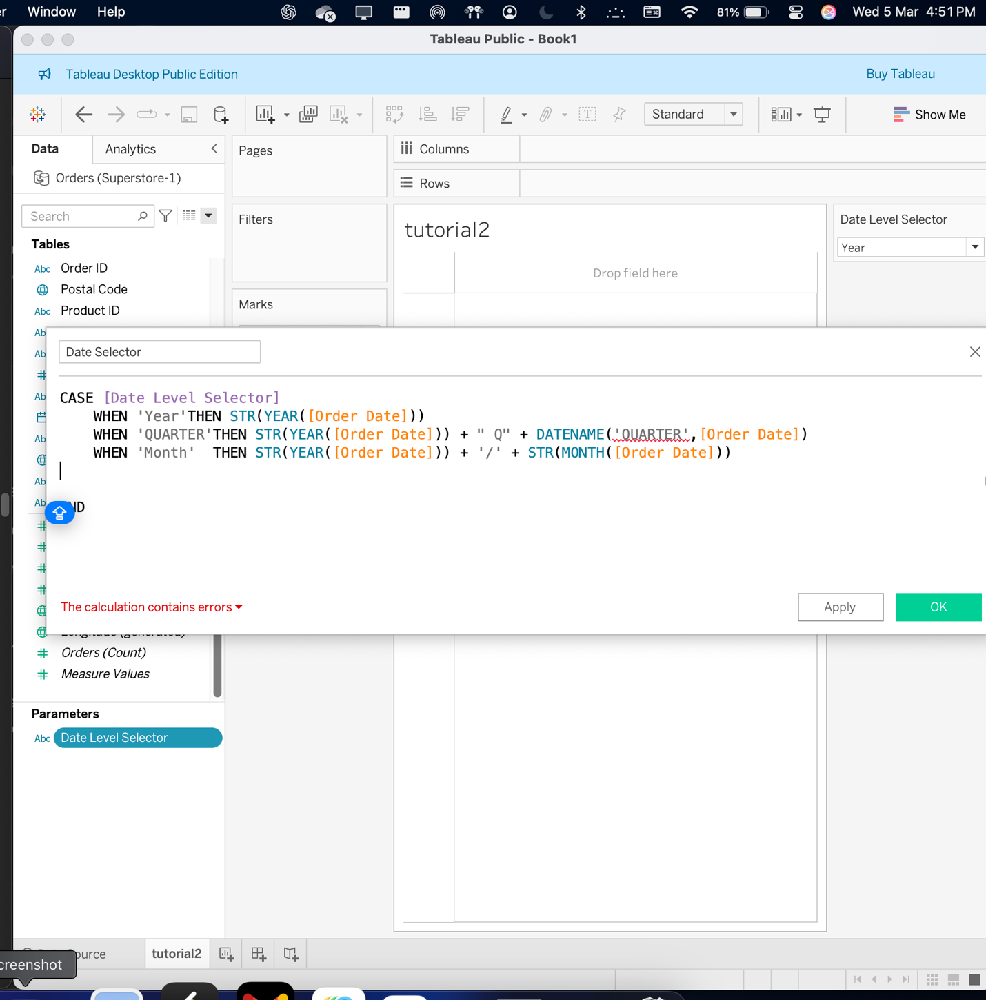 Window Help 81% Wed 5 Mar 4:51 PM
Tableau Public - Book1
Tableau Desktop Public Edition Buy Tableau
Standard Show Me
Data Analytics Pages Columns
Orders (Superstore-1)
Rows
Search
Filters tutorial2 Date Level Selector
Tables Year
Abc Order ID
Drop field here
Postal Code
Marks
Abc Product ID
Date Selector
CASE [Date Level Selector]
WHEN 'Year'THEN STR(YEAR([Order Date]))
WHEN 'QUARTER'THEN STR(YEAR([Order Date])) + " Q" + DATENAME('QUARTER',[Order Date])
WHEN 'Month'  THEN STR(YEAR([Order Date])) + '/' + STR(MONTH([Order Date]))
ND
The calculation contains errors Apply OK
Longitude (generated)
Orders (Count)
Measure Values
Parameters
Abc Date Level Selector
ource tutorial2
creenshot